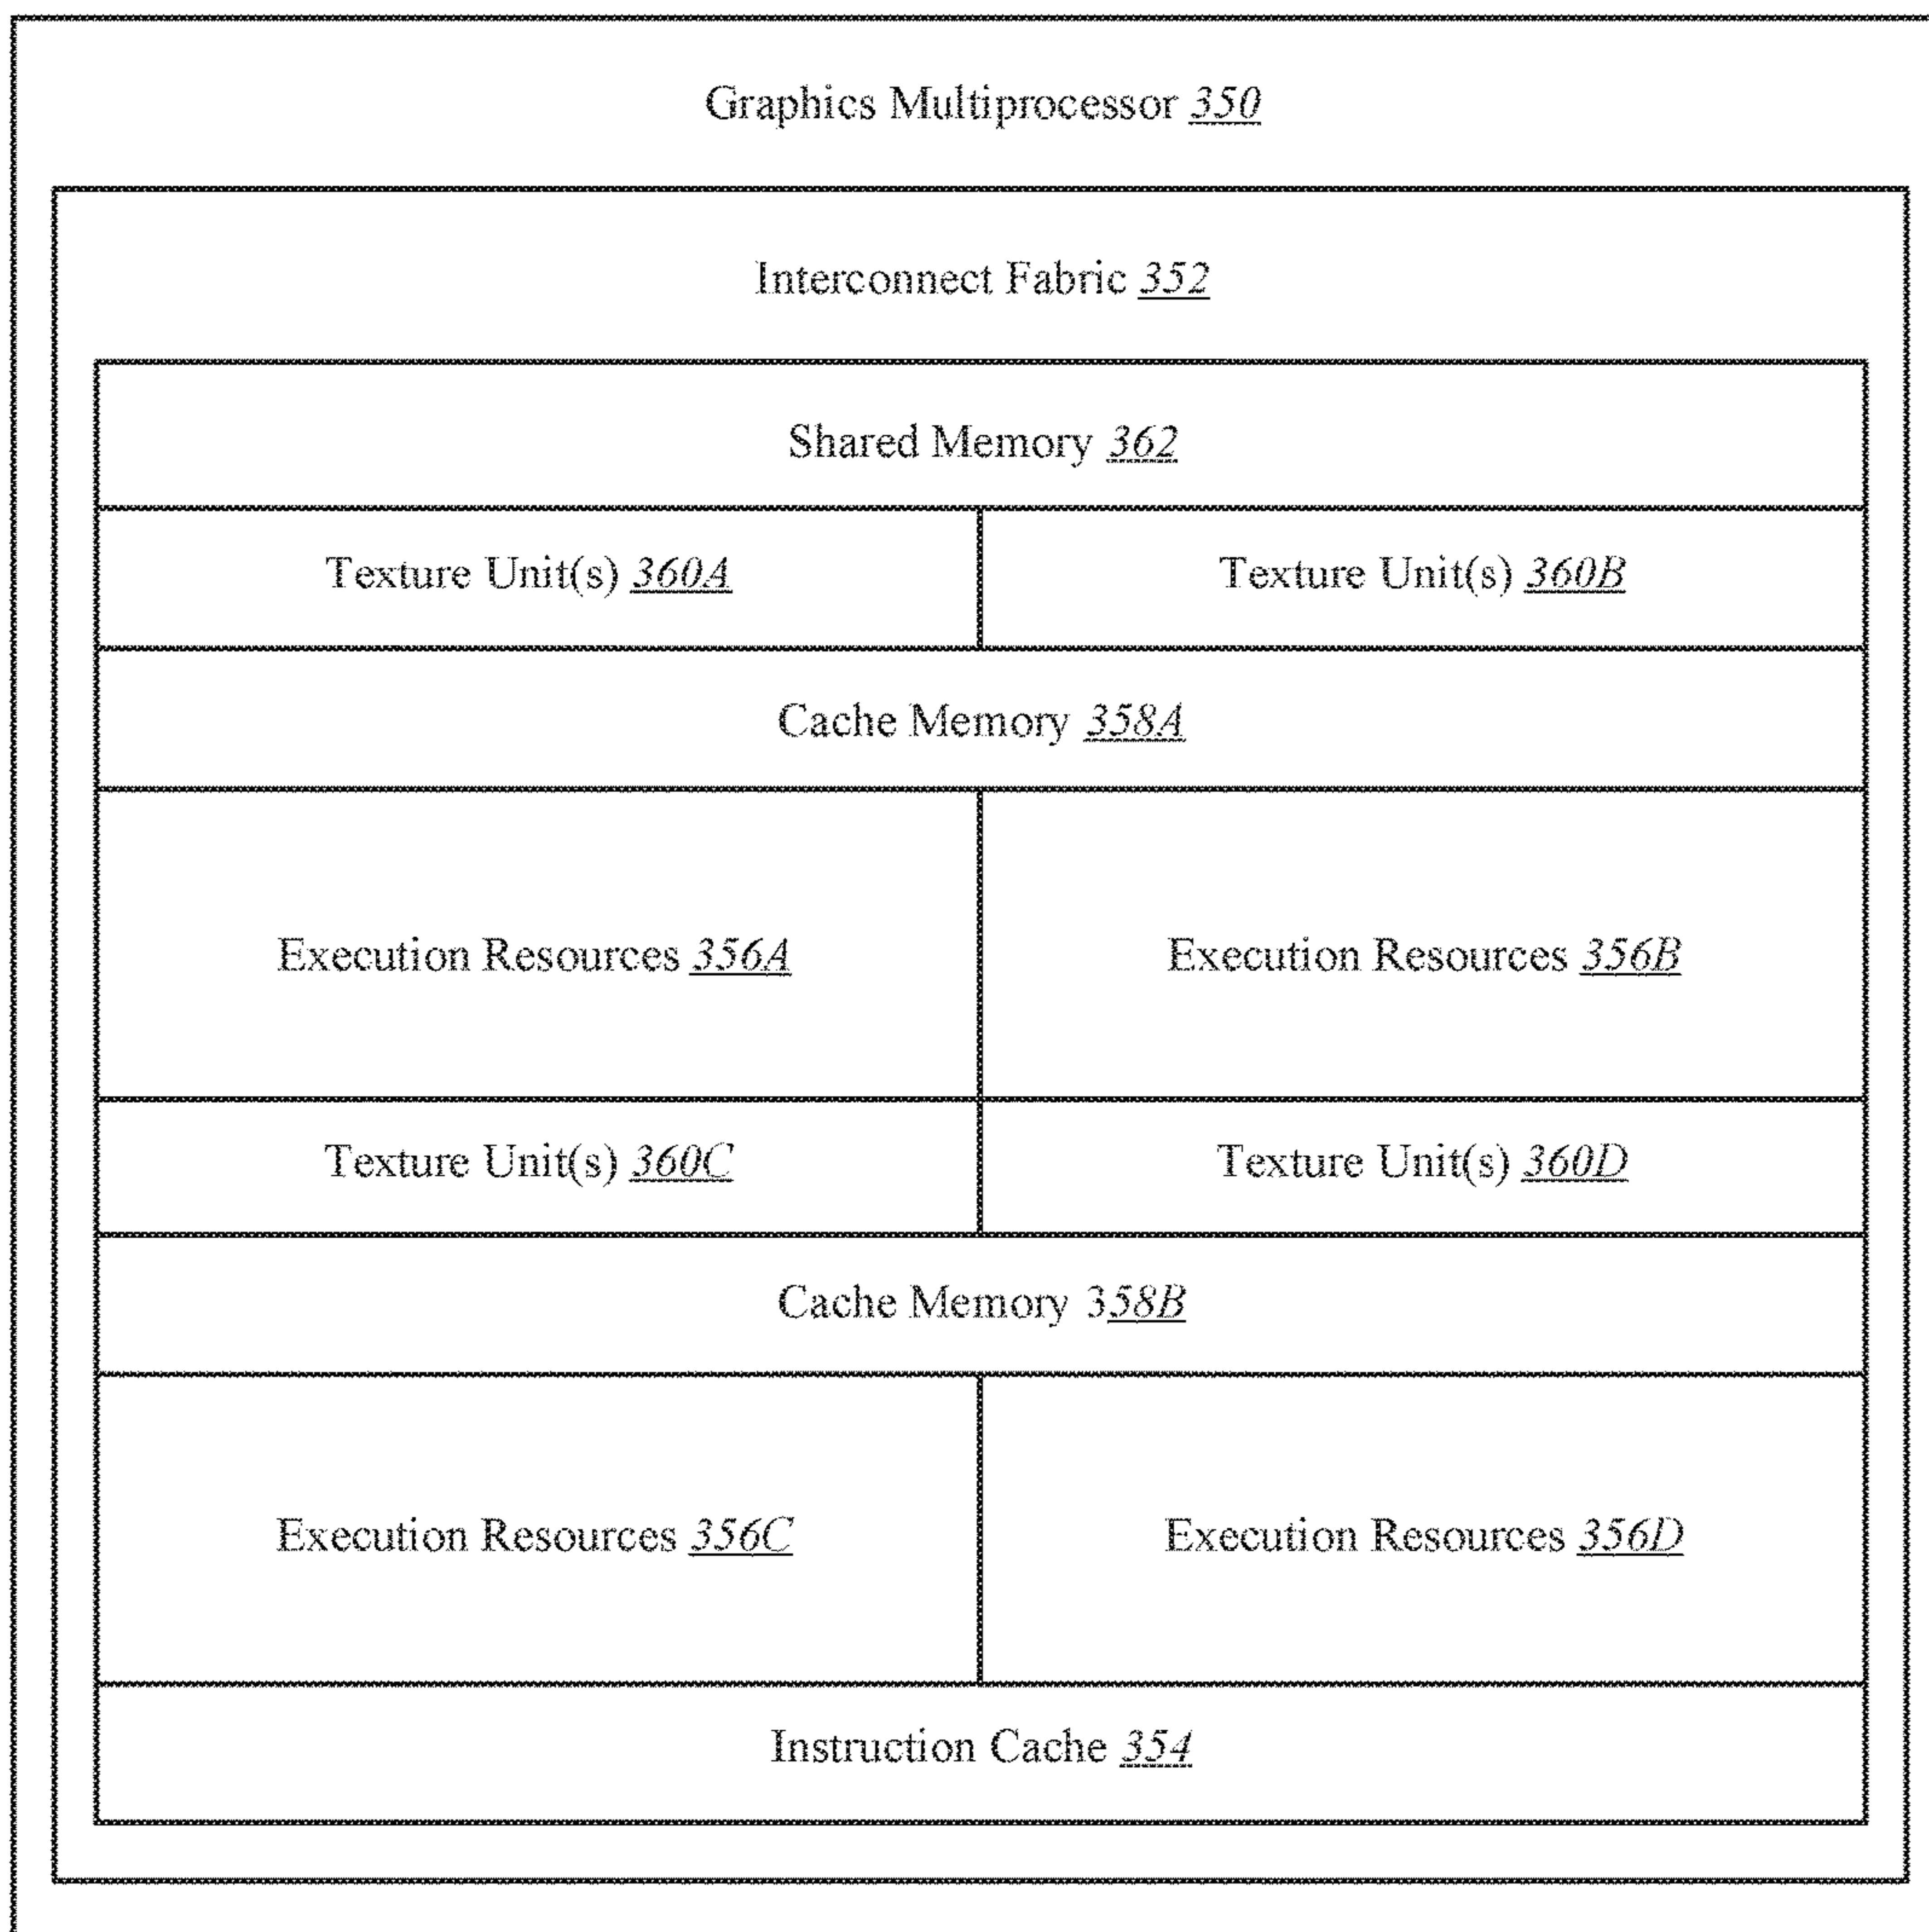 Graphics Multiprocessor 350
Interconnect Fabric 352
Shared Memory 362
Texture Unit(s) 360A
Texture Unit(s) 360B
Cache Memory 358A
Execution Resources 356A
Execution Resources 356B
Texture Unit(s) 360C
Texture Unit(s) 360D
Cache Memory 358B
Execution Resources 356C
Execution Resources 356D
Instruction Cache 354